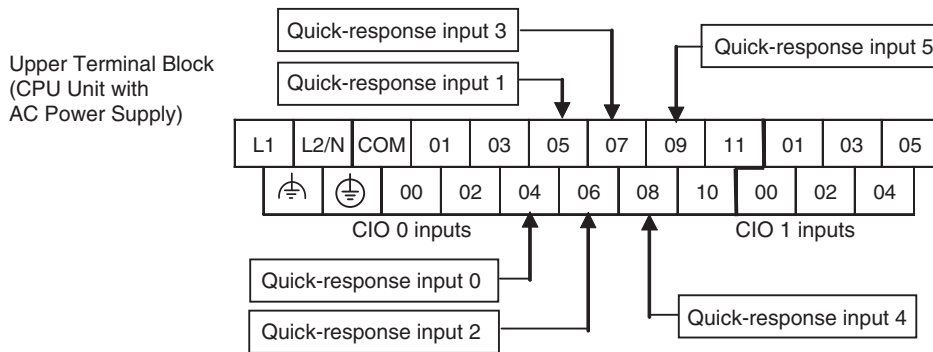 Quick-response input 3
Quick-response input 5
Upper Terminal Block
(CPU Unit with
AC Power Supply)
Quick-response input 1
L1 L2/N COM 01 03 05 07 09 11 01 03 05
00 02 04 06 08 10 00 02 04
CIO 0 inputs CIO 1 inputs
Quick-response input 0
Quick-response input 2
Quick-response input 4